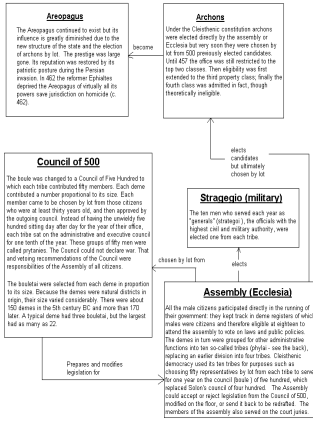 Areopagus
The Areopagus continued to exist but its
influence is greatly diminished due to the
new structure of the state and the election
of archons by lot. The prestige was large
gone. Its reputation was restored by its
patriotic posture during the Persian
invasion. In 462 the reformer Ephialtes
deprived the Areopagus of virtually all its
powers save jurisdiction on homicide (c.
462).
become
Archons
Under the Cleisthenic constitution archons
were elected directly by the assembly or
Ecclesia but very soon they were chosen by
lot from 500 previously elected candidates.
Until 457 the office was still restricted to the
top two classes. Then eligibility was first
extended to the third property class; finally the
fourth class was admitted in fact, though
theoretically ineligible.
elects
candidates
but ultimately
chosen by lot
Council of 500
The boule was changed to a Council of Five Hundred to
which each tribe contributed fifty members. Each deme
contributed a number proportional to its size. Each
member came to be chosen by lot from those citizens
who were at least thirty years old, and then approved by
the outgoing council. Instead of having the unwieldy five
hundred sitting day after day for the year of their office,
each tribe sat on the administrative and executive council
for one tenth of the year. These groups of fifty men were
called prytanies. The Council could not declare war. That
and vetoing recommendations of the Council were
responsibilities of the Assembly of all citizens.
The bouletai were selected from each deme in proportion
to its size. Because the demes were natural districts in
origin, their size varied considerably. There were about
150 demes in the 5th century BC and more than 170
later. A typical deme had three bouletai, but the largest
had as many as 22.
Strategio (military)
The ten men who served each year as
"generals" (strategoi ), the officials with the
highest civil and military authority, were
elected one from each tribe.
chosen by lot from
elects
Assembly (Ecclesia)
All the male citizens participated directly in the running of
their government: they kept track in deme registers of which
males were citizens and therefore eligible at eighteen to
attend the assembly to vote on laws and public policies.
The demes in turn were grouped for other administrative
functions into ten so-called tribes (phylai - see the back),
replacing an earlier division into four tribes. Cleisthenic
democracy used its ten tribes for purposes such as
choosing fifty representatives by lot from each tribe to serve
for one year on the council (boule ) of five hundred, which
replaced Solon's council of four hundred. The Assembly
could accept or reject legislation from the Council of 500,
modified on the floor, or send it back to be redrafted. The
members of the assembly also served on the court juries.
Prepares and modifies
legislation for